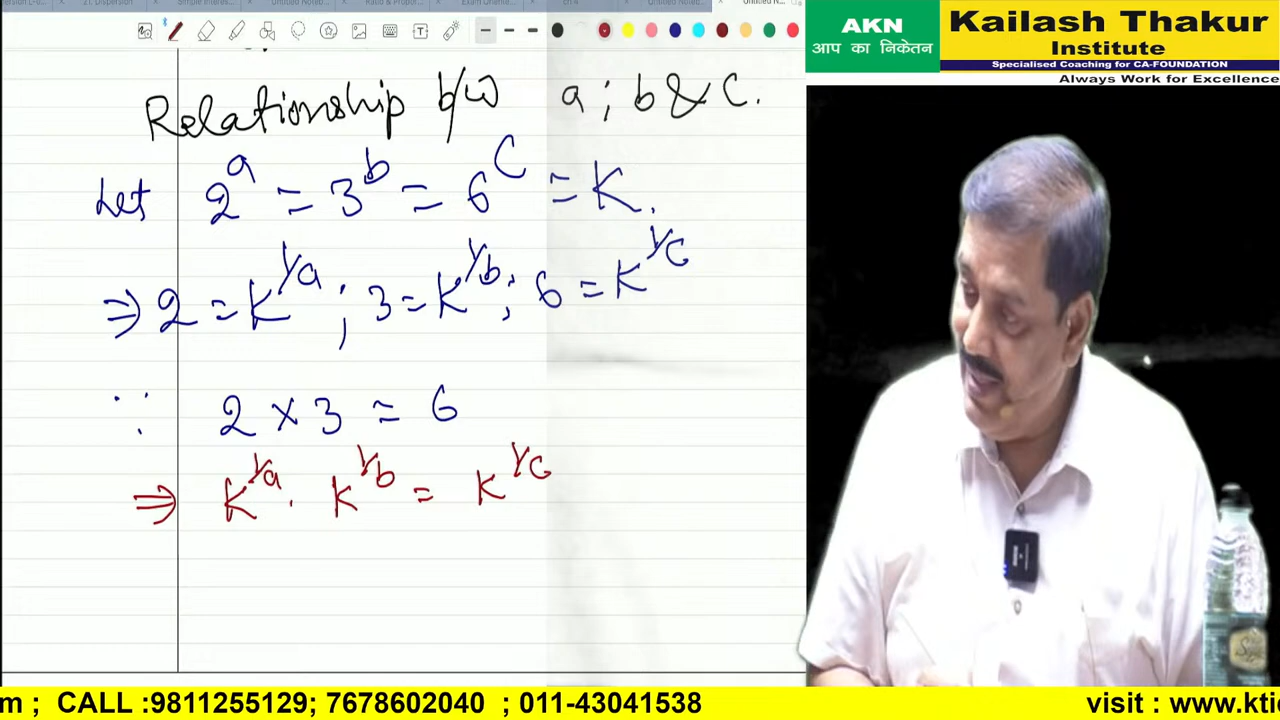 AKN
आप का निकेतन
Kailash Thakur
Institute
Specialised Coaching for CA-FOUNDATION
Always Work for Excellence
Relationship b/w a ; b & c.
Let 2^a = 3^b = 6^c = K.
⇒ 2 = K^1/a ; 3 = K^1/b ; 6 = K^1/c
∵ 2 × 3 = 6
⇒ K^1/a . K^1/b = K^1/c
m ; CALL :9811255129; 7678602040 ; 011-43041538
visit : www.ktic